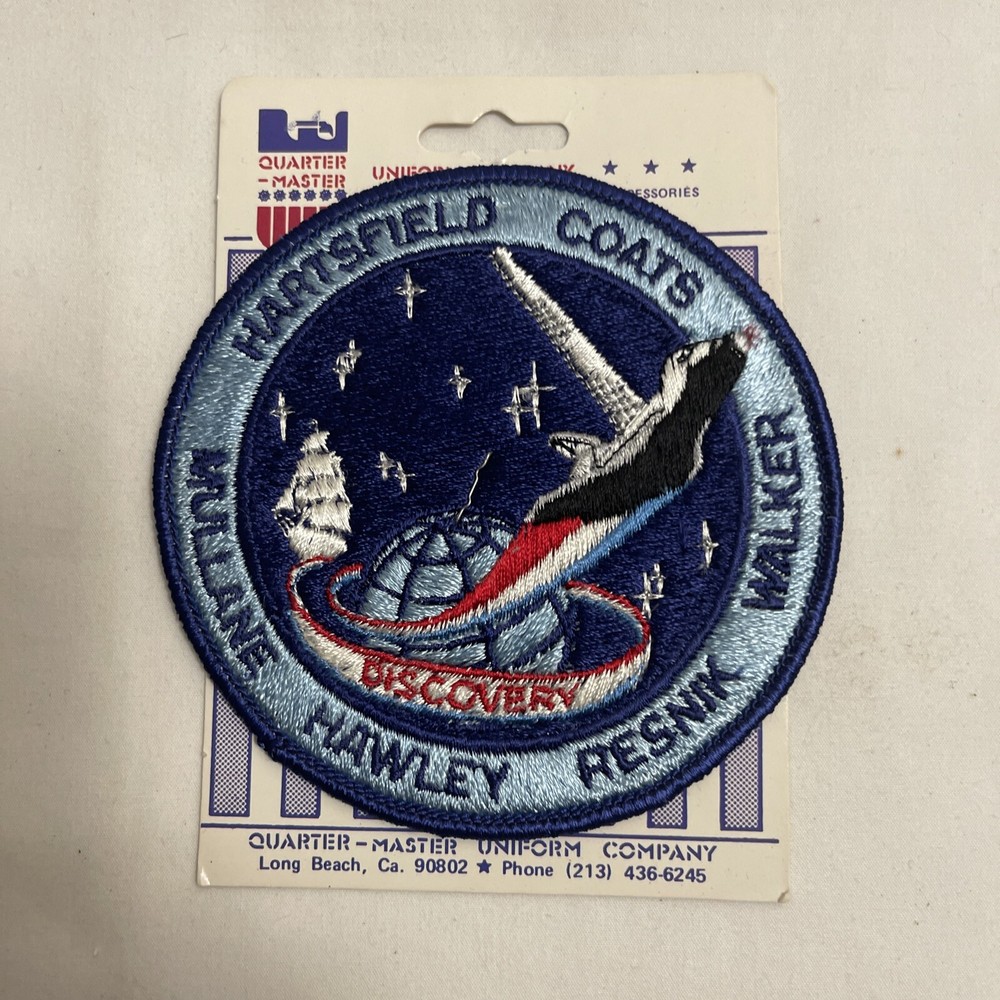 QUARTER
-MASTER
HARTSFIELD
COATS
WALKER
RESNIK
HAWLEY
MULLANE
DISCOVERY
QUARTER-MASTER UNIFORM COMPANY
Long Beach, Ca. 90802 ★ Phone (213) 436-6245